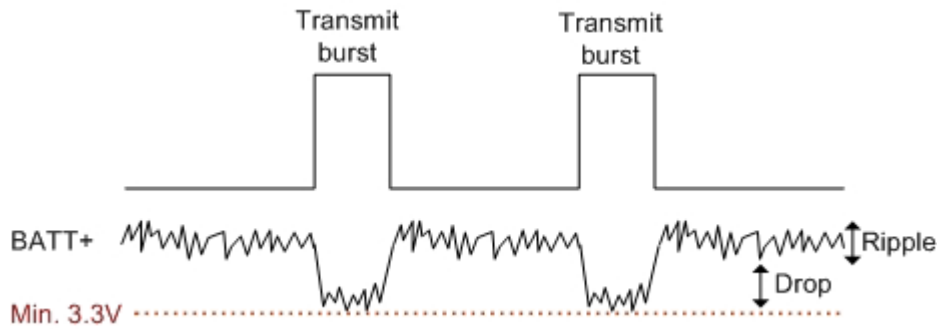 Transmit
burst
Transmit
burst
BATT+
Ripple
Drop
Min. 3.3V